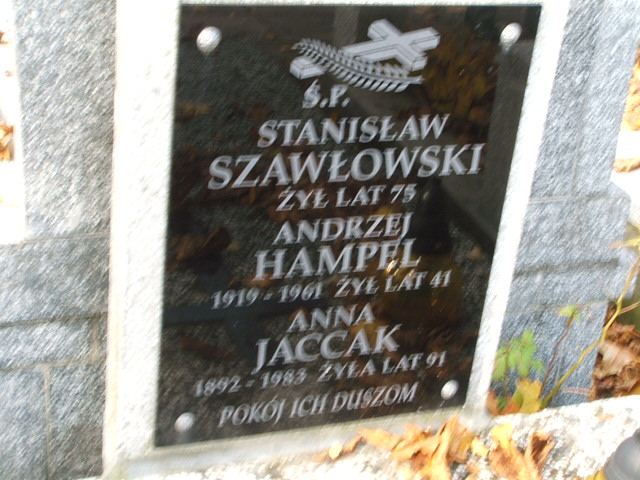 Ś.P.
STANISŁAW
SZAWŁOWSKI
ŻYŁ LAT 75
ANDRZEJ
HAMPEL
1919 - 1961 ŻYŁ LAT 41
ANNA
JACCAK
1892 - 1983 ŻYŁA LAT 91
POKÓJ ICH DUSZOM